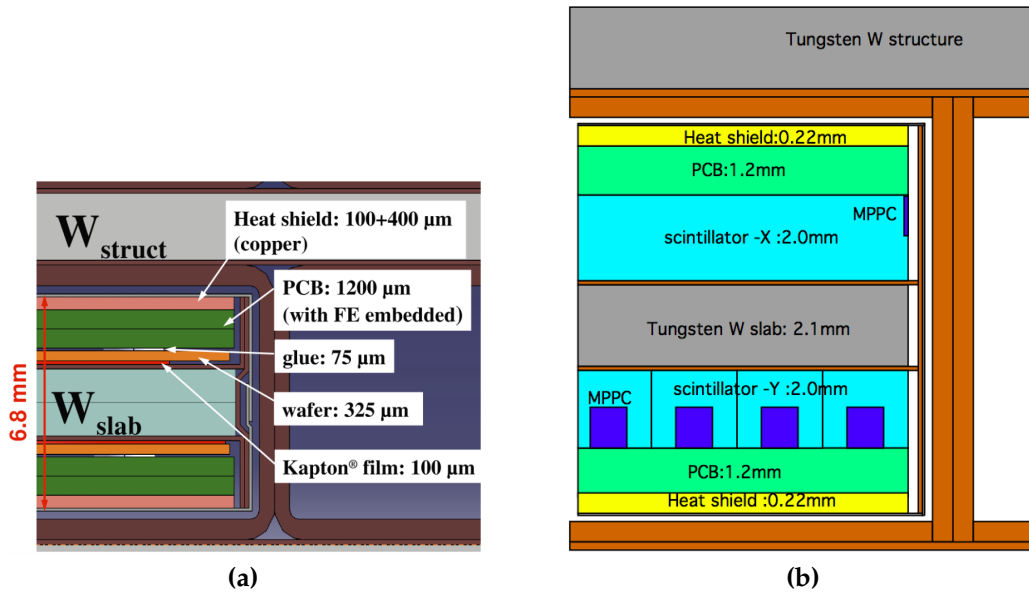 W
struct
Heat shield: 100+400 µm
(copper)
PCB: 1200 µm
(with FE embedded)
glue: 75 µm
wafer: 325 µm
Kapton® film: 100 µm
W
slab
6.8 mm
(a)
Tungsten W structure
Heat shield:0.22mm
PCB:1.2mm
MPPC
scintillator -X :2.0mm
Tungsten W slab: 2.1mm
scintillator -Y :2.0mm
MPPC
PCB:1.2mm
Heat shield :0.22mm
(b)